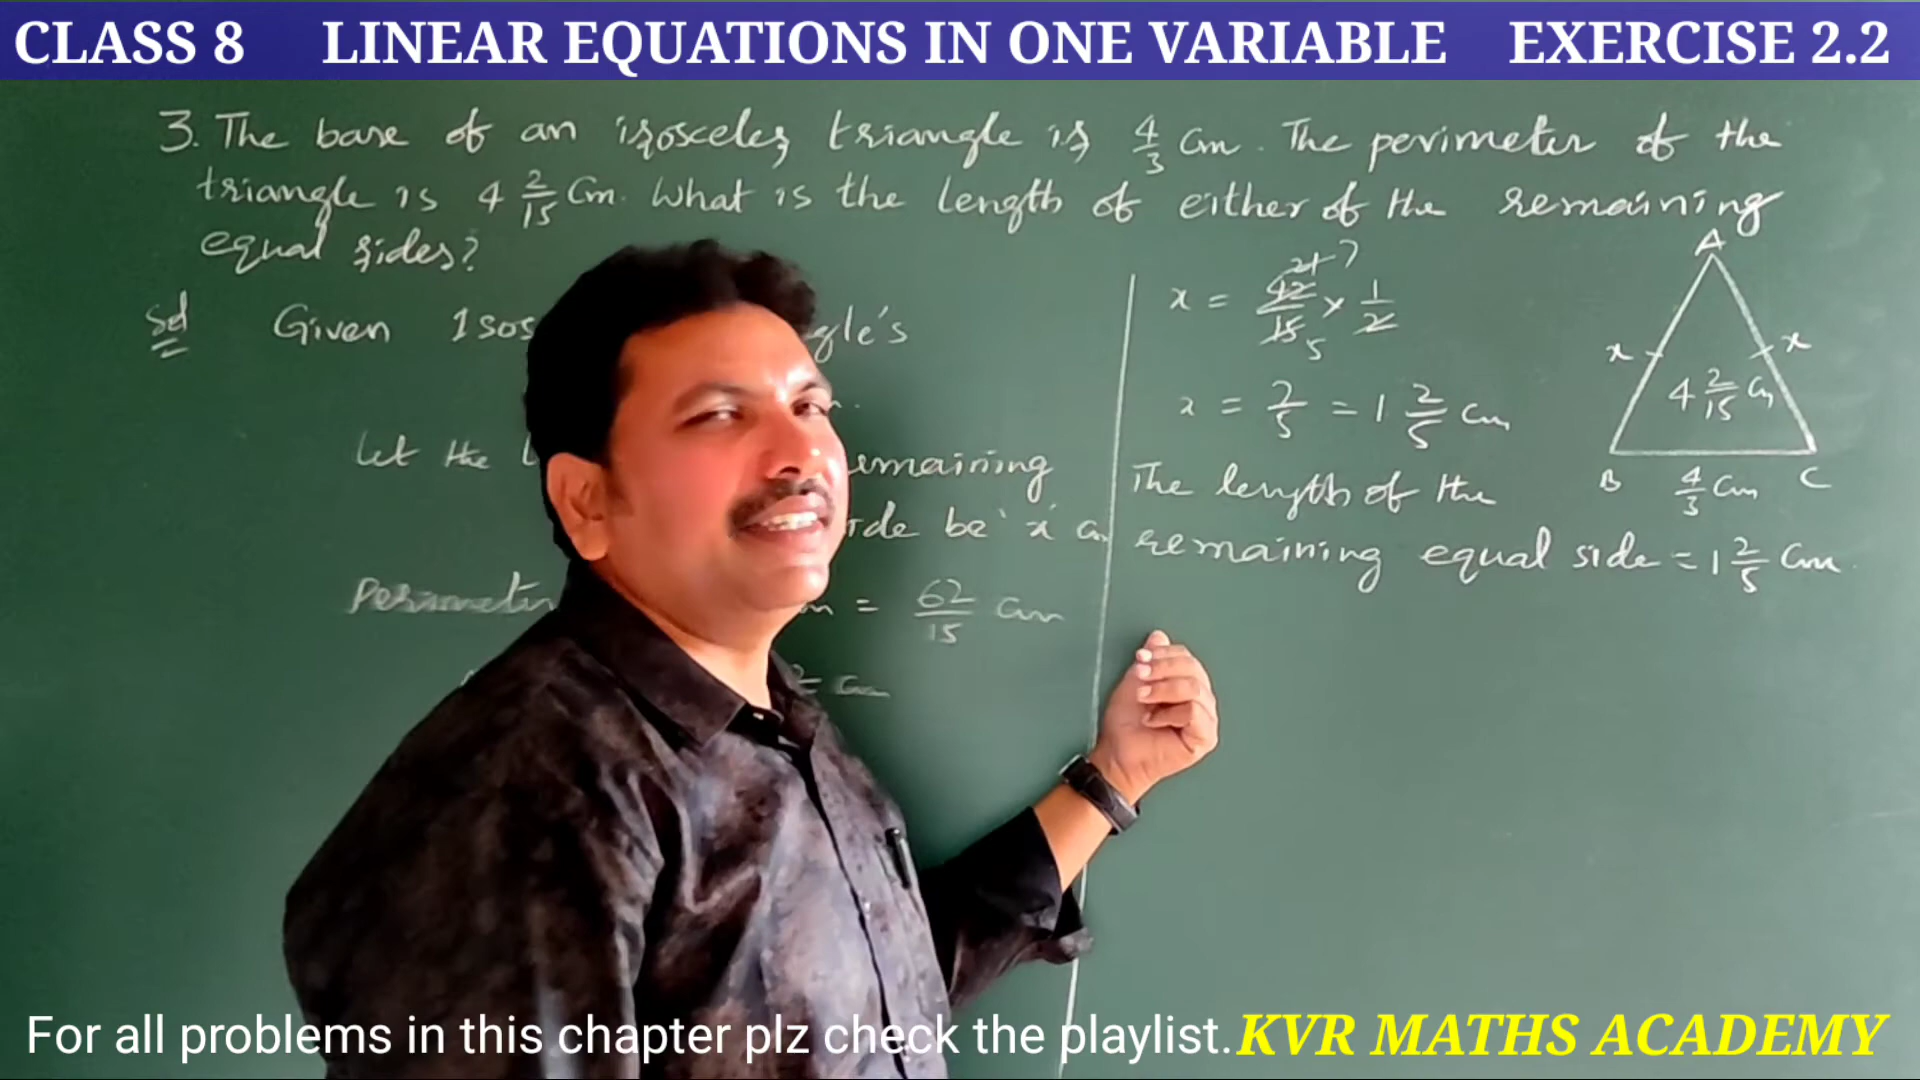 CLASS 8 LINEAR EQUATIONS IN ONE VARIABLE EXERCISE 2.2
3. The base of an isosceles triangle is 4/3 cm. The perimeter of the
triangle is 4 2/15 cm. What is the length of either of the remaining
equal sides?
Sol Given Isos gle's
Let the l emaining
ide be 'x' cm
Perimeter m = 62/15 cm
cm
x = 42/15 × 1/2
21 7
5
x = 7/5 = 1 2/5 cm
The length of the
remaining equal side = 1 2/5 cm.
A
x x
4 2/15 cm
B 4/3 cm C
For all problems in this chapter plz check the playlist. KVR MATHS ACADEMY